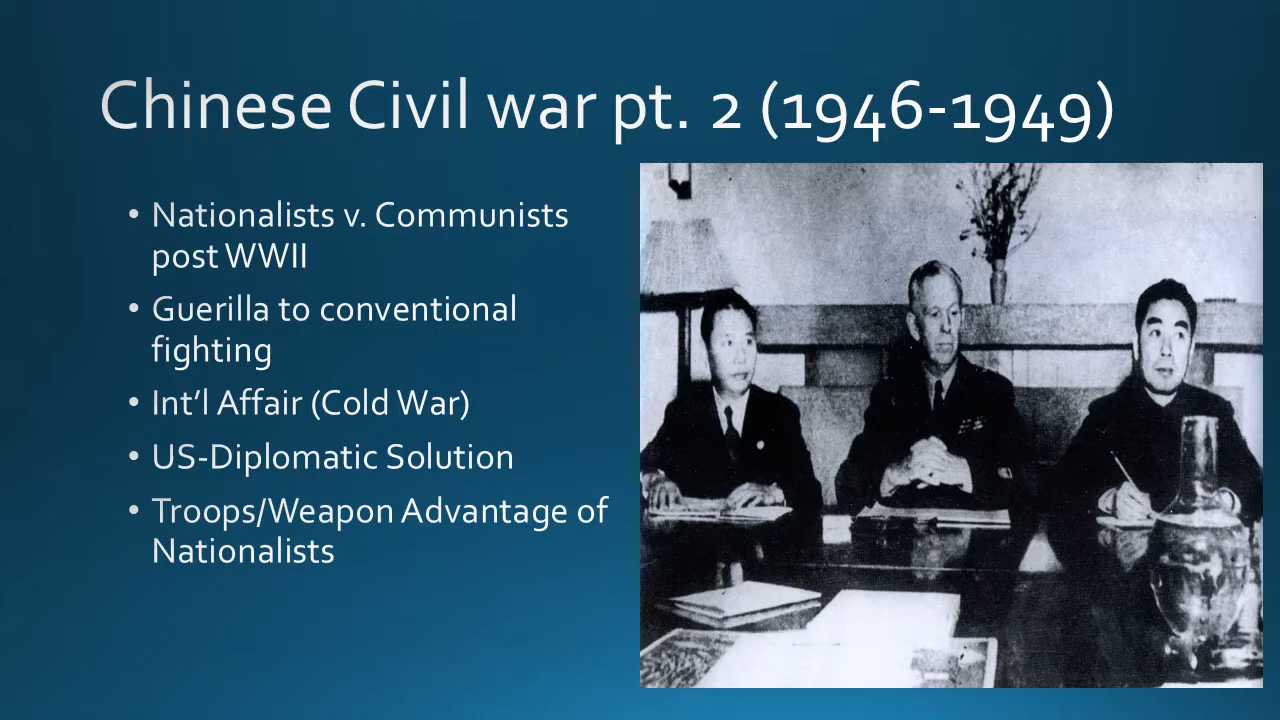 Chinese Civil war pt. 2 (1946-1949)
• Nationalists v. Communists
post WWII
• Guerilla to conventional
fighting
• Int’l Affair (Cold War)
• US-Diplomatic Solution
• Troops/Weapon Advantage of
Nationalists